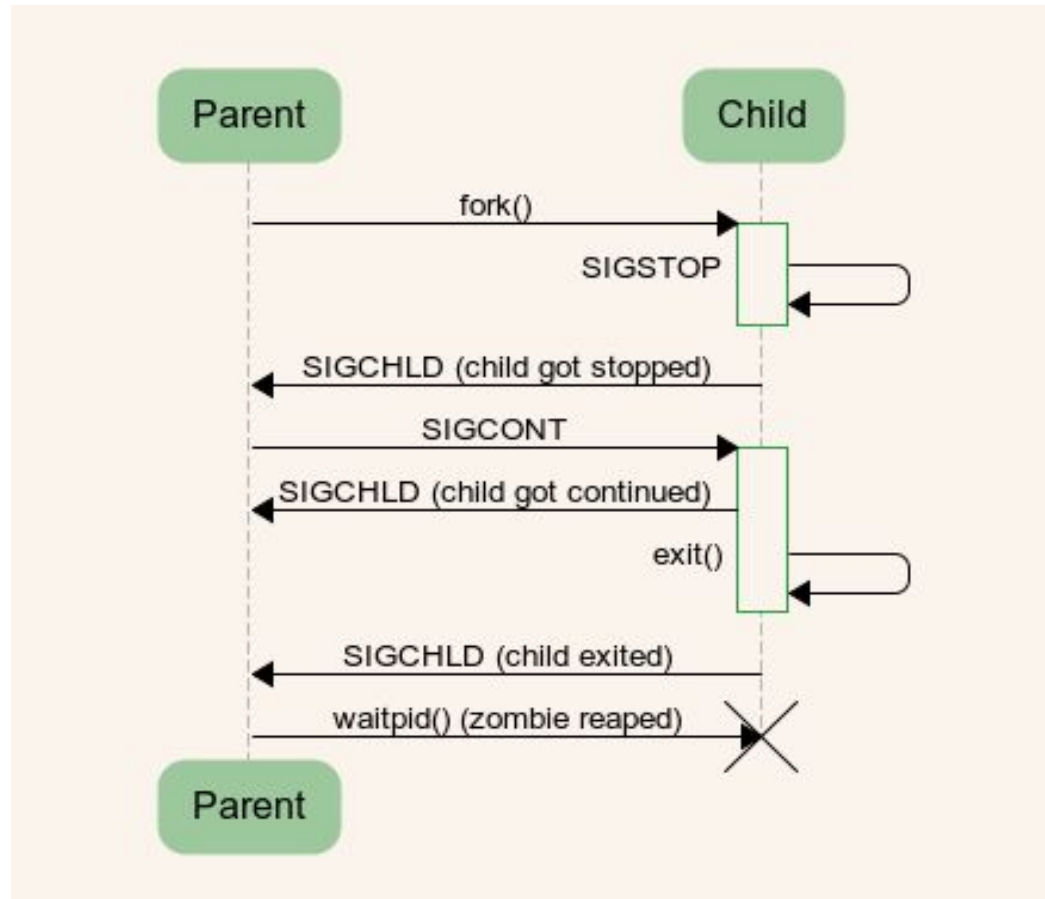 Parent
Child
fork()
SIGSTOP
SIGCHLD (child got stopped)
SIGCONT
SIGCHLD (child got continued)
exit()
SIGCHLD (child exited)
waitpid() (zombie reaped)
Parent